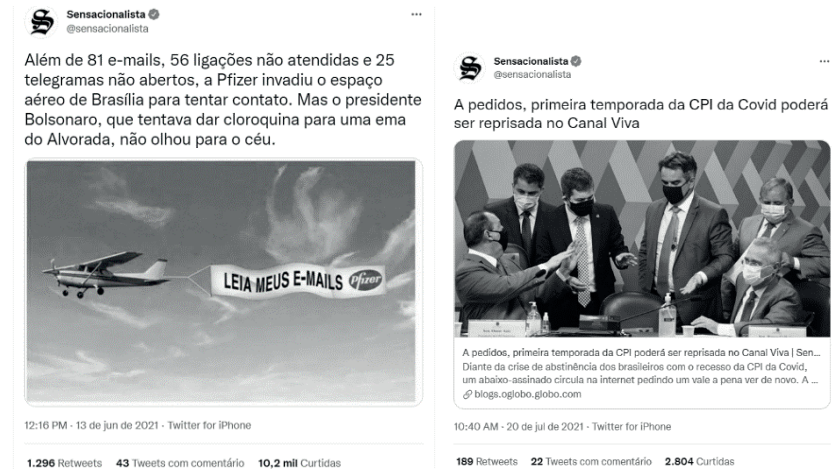 Sensacionalista
@sensacionalista
Além de 81 e-mails, 56 ligações não atendidas e 25
telegramas não abertos, a Pfizer invadiu o espaço
aéreo de Brasília para tentar contato. Mas o presidente
Bolsonaro, que tentava dar cloroquina para uma ema
do Alvorada, não olhou para o céu.
LEIA MEUS E-MAILS Pfizer
12:16 PM · 13 de jun de 2021 · Twitter for iPhone
1.296 Retweets 43 Tweets com comentário 10,2 mil Curtidas
Sensacionalista
@sensacionalista
A pedidos, primeira temporada da CPI da Covid poderá
ser reprisada no Canal Viva
A pedidos, primeira temporada da CPI poderá ser reprisada no Canal Viva | Sen...
Diante da crise de abstinência dos brasileiros com o recesso da CPI da Covid,
um abaixo-assinado circula na internet pedindo um vale a pena ver de novo. A ...
blogs.oglobo.globo.com
10:40 AM · 20 de jul de 2021 · Twitter for iPhone
189 Retweets 22 Tweets com comentário 2.804 Curtidas